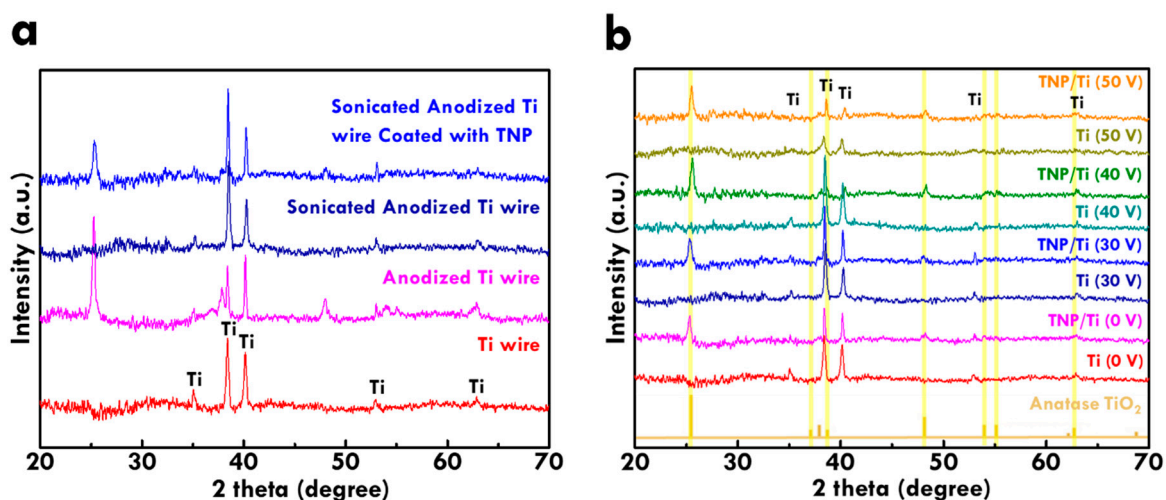 a
Sonicated Anodized Ti
wire Coated with TNP
Sonicated Anodized Ti wire
Anodized Ti wire
Ti
Ti
Ti wire
Ti
Ti
Ti
Intensity (a.u.)
20 30 40 50 60 70
2 theta (degree)
b
TNP/Ti (50 V)
Ti
Ti
Ti
Ti
Ti
Ti (50 V)
TNP/Ti (40 V)
Ti (40 V)
TNP/Ti (30 V)
Ti (30 V)
TNP/Ti (0 V)
Ti (0 V)
Anatase TiO₂
Intensity (a.u.)
20 30 40 50 60 70
2 theta (degree)